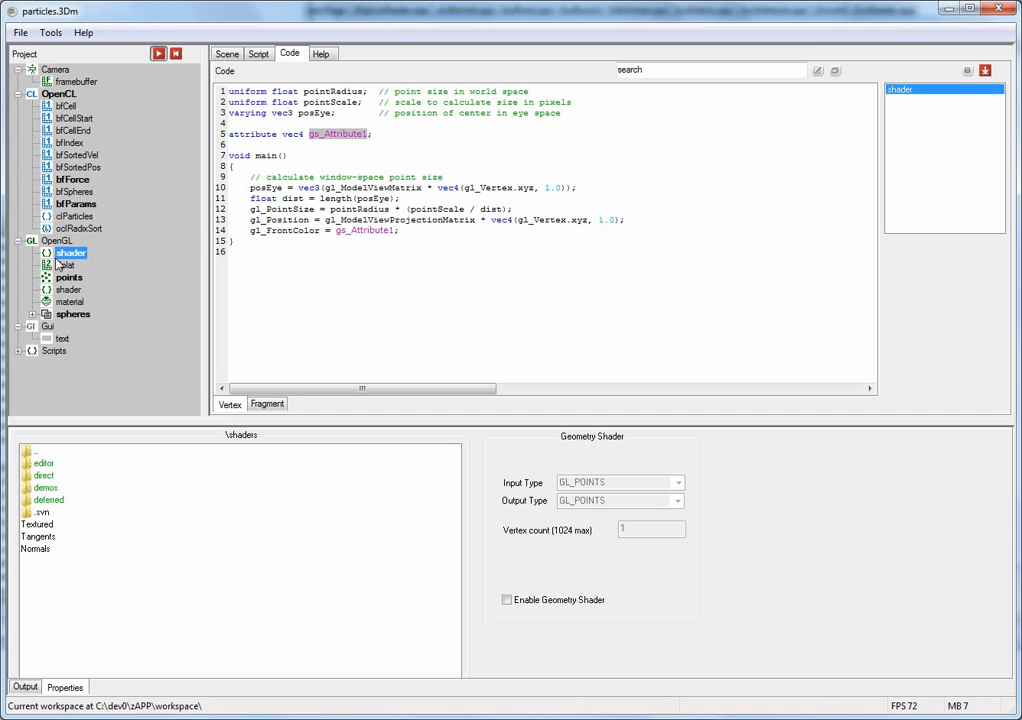 particles.3Dm
File Tools Help
Project
Camera
framebuffer
CL OpenCL
bfCell
bfCellStart
bfCellEnd
bfIndex
bfSortedVel
bfSortedPos
bfForce
bfSpheres
bfParams
clParticles
oclRadixSort
GL OpenGL
shader
points
shader
material
spheres
GI Gui
text
Scripts
Scene Script Code Help
Code
search
1 uniform float pointRadius; // point size in world space
2 uniform float pointScale; // scale to calculate size in pixels
3 varying vec3 posEye; // position of center in eye space
4
5 attribute vec4 gs_Attribute1;
6
7 void main()
8 {
9 // calculate window-space point size
10 posEye = vec3(gl_ModelViewMatrix * vec4(gl_Vertex.xyz, 1.0));
11 float dist = length(posEye);
12 gl_PointSize = pointRadius * (pointScale / dist);
13 gl_Position = gl_ModelViewProjectionMatrix * vec4(gl_Vertex.xyz, 1.0);
14 gl_FrontColor = gs_Attribute1;
15 }
16
shader
Vertex Fragment
\shaders
..
editor
direct
demos
deferred
.svn
Textured
Tangents
Normals
Geometry Shader
Input Type GL_POINTS
Output Type GL_POINTS
Vertex count (1024 max) 1
Enable Geometry Shader
Output Properties
Current workspace at C:\dev0\zAPP\workspace\
FPS 72
MB 7